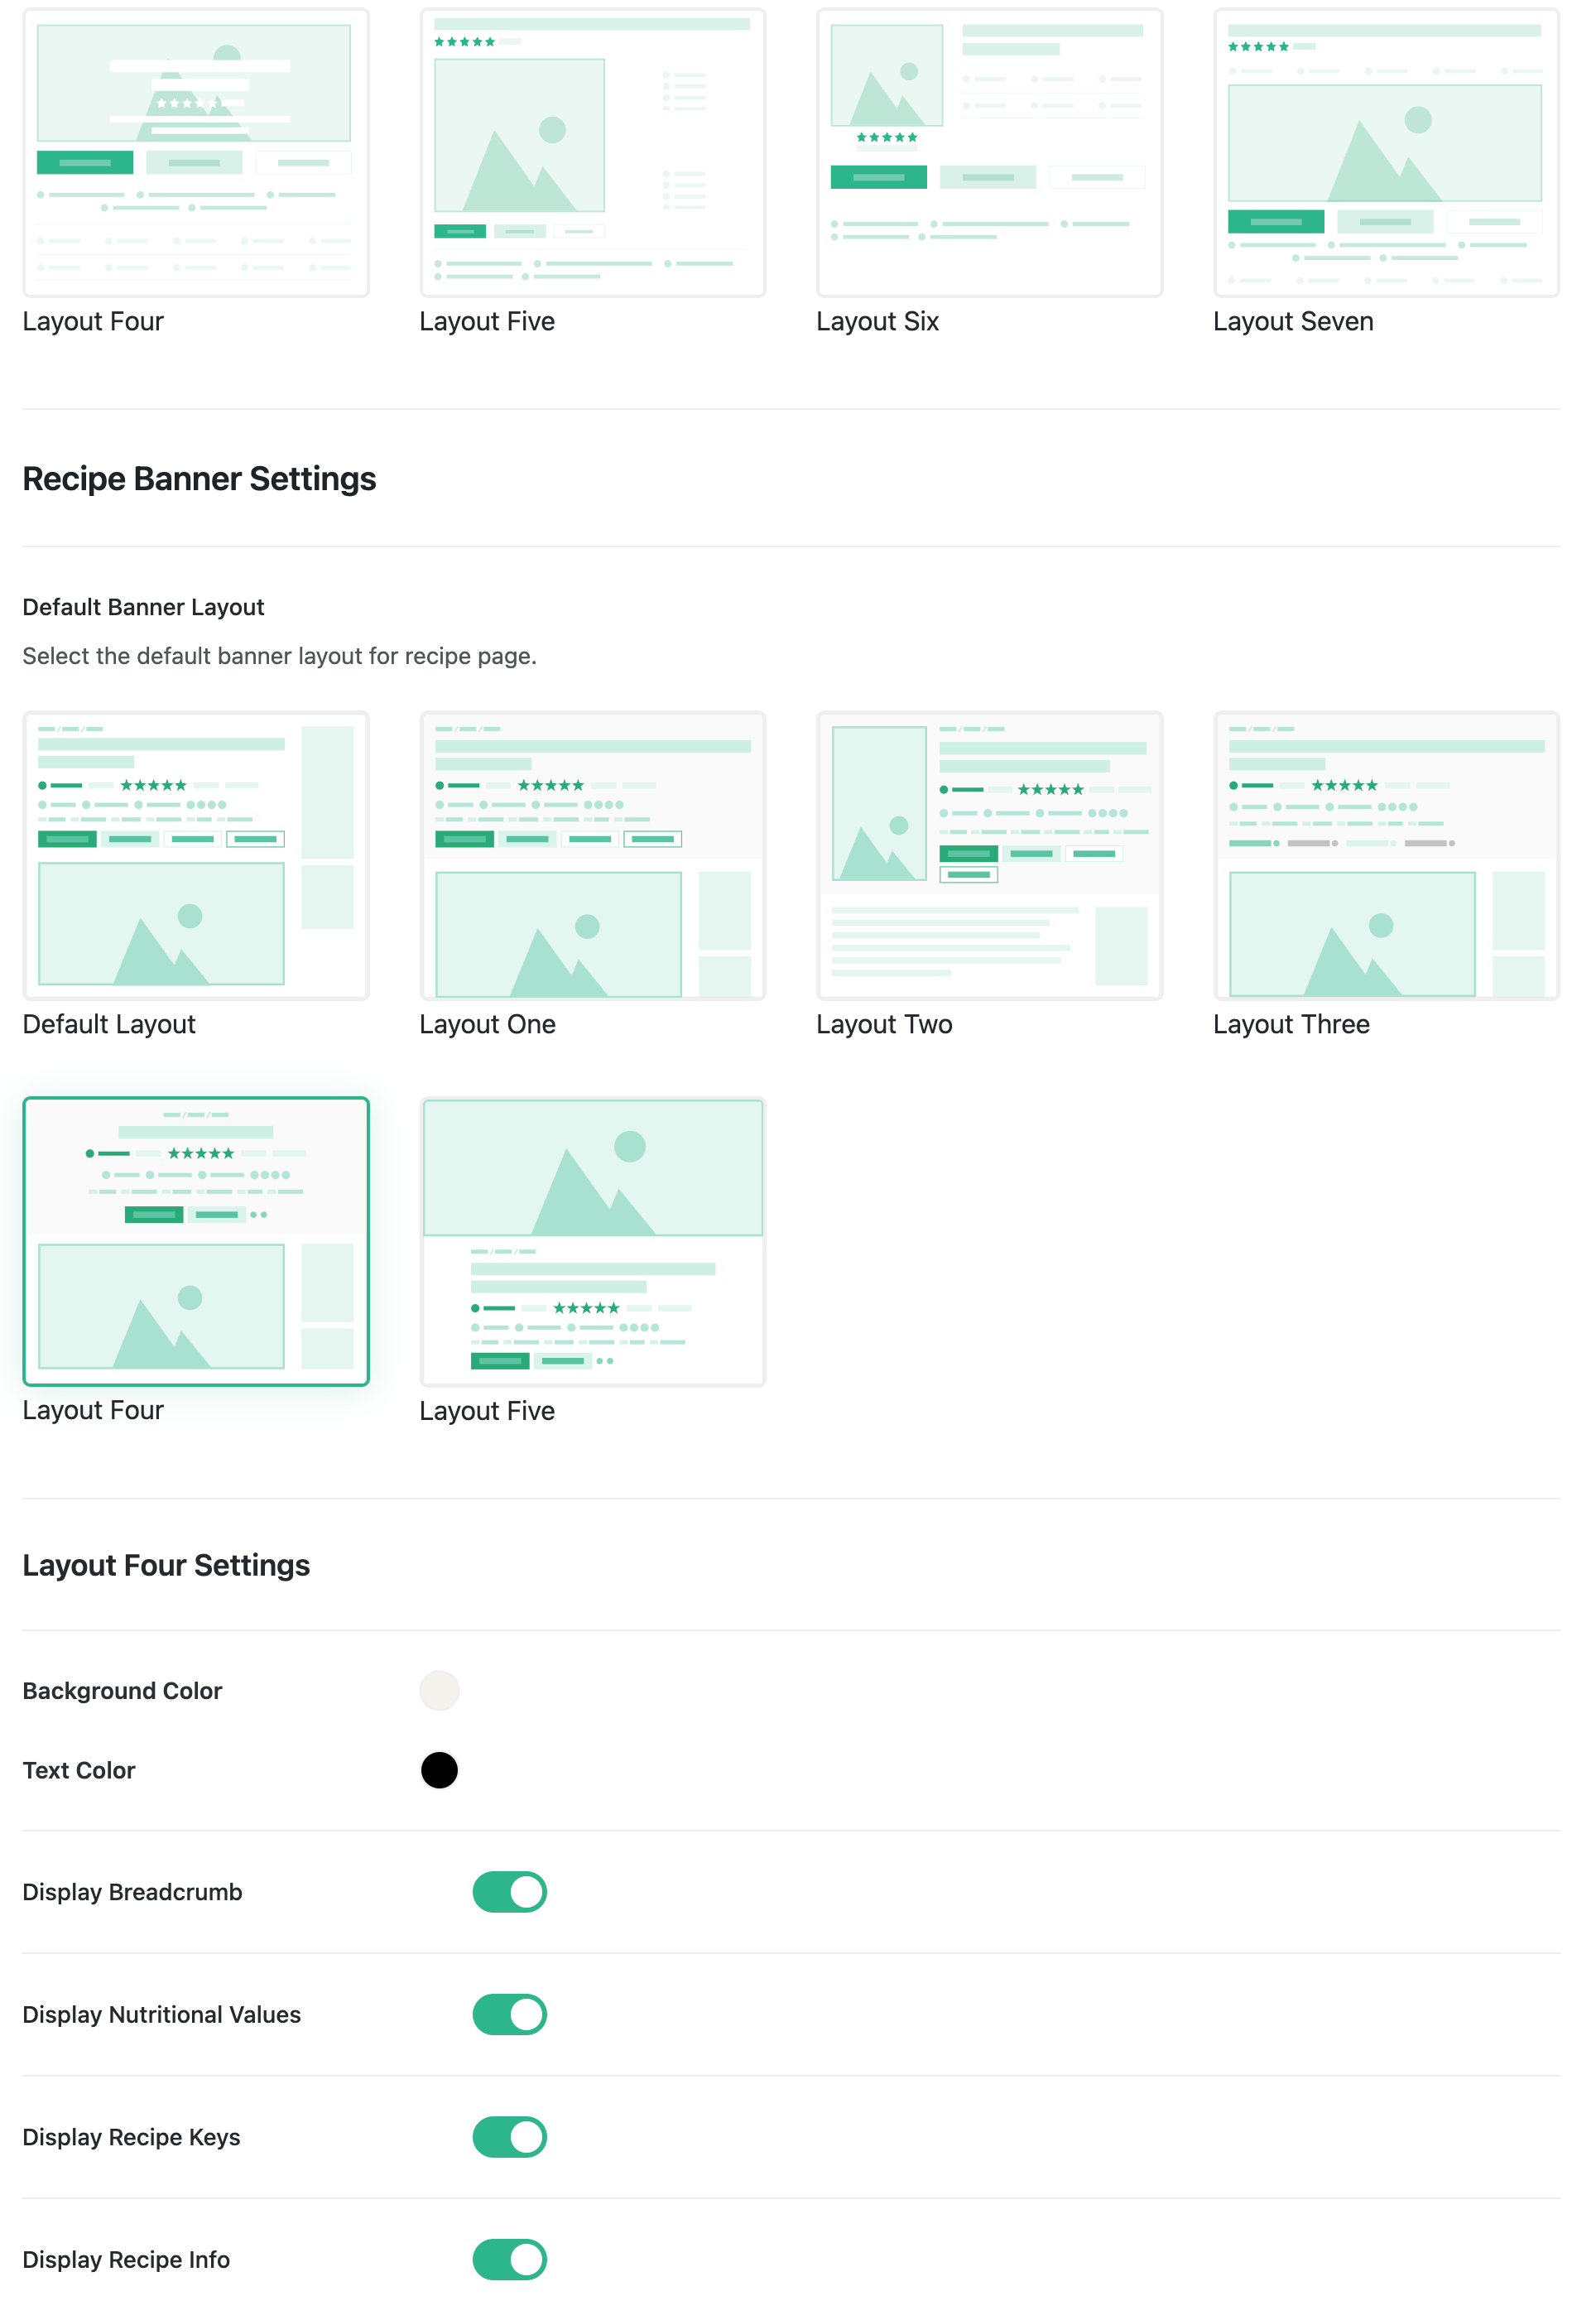 Layout Four
Layout Five
Layout Six
Layout Seven
Recipe Banner Settings
Default Banner Layout
Select the default banner layout for recipe page.
Default Layout
Layout One
Layout Two
Layout Three
Layout Four
Layout Five
Layout Four Settings
Background Color
Text Color
Display Breadcrumb
Display Nutritional Values
Display Recipe Keys
Display Recipe Info